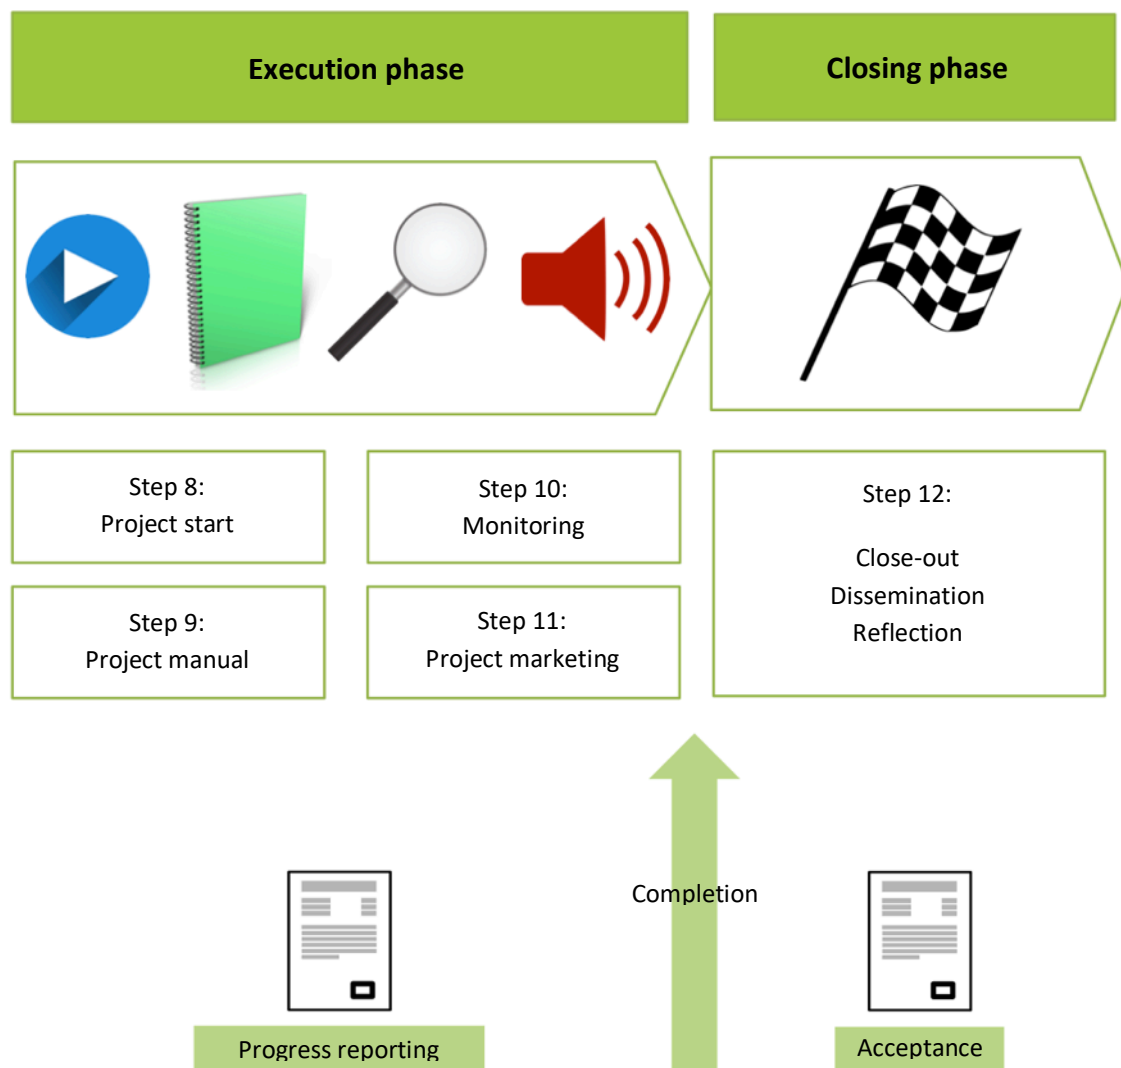 Execution phase
Closing phase
Step 8:
Project start
Step 10:
Monitoring
Step 12:
Close-out
Dissemination
Reflection
Step 9:
Project manual
Step 11:
Project marketing
Completion
Progress reporting
Acceptance